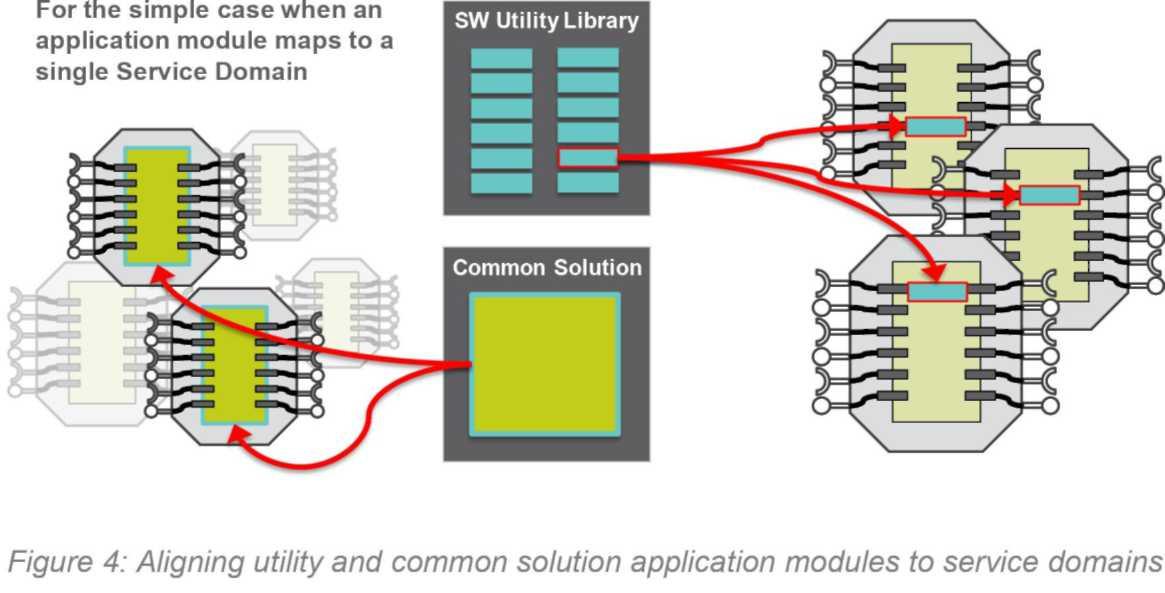 For the simple case when an
application module maps to a
single Service Domain
SW Utility Library
Common Solution
Figure 4: Aligning utility and common solution application modules to service domains